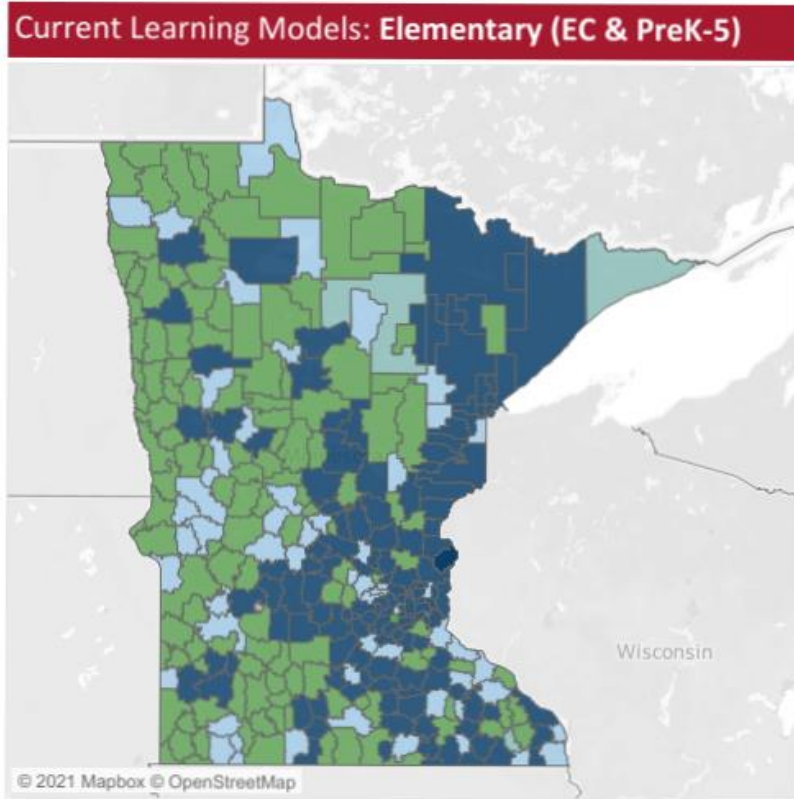 Current Learning Models: Elementary (EC & PreK-5)
Wisconsin
© 2021 Mapbox © OpenStreetMap